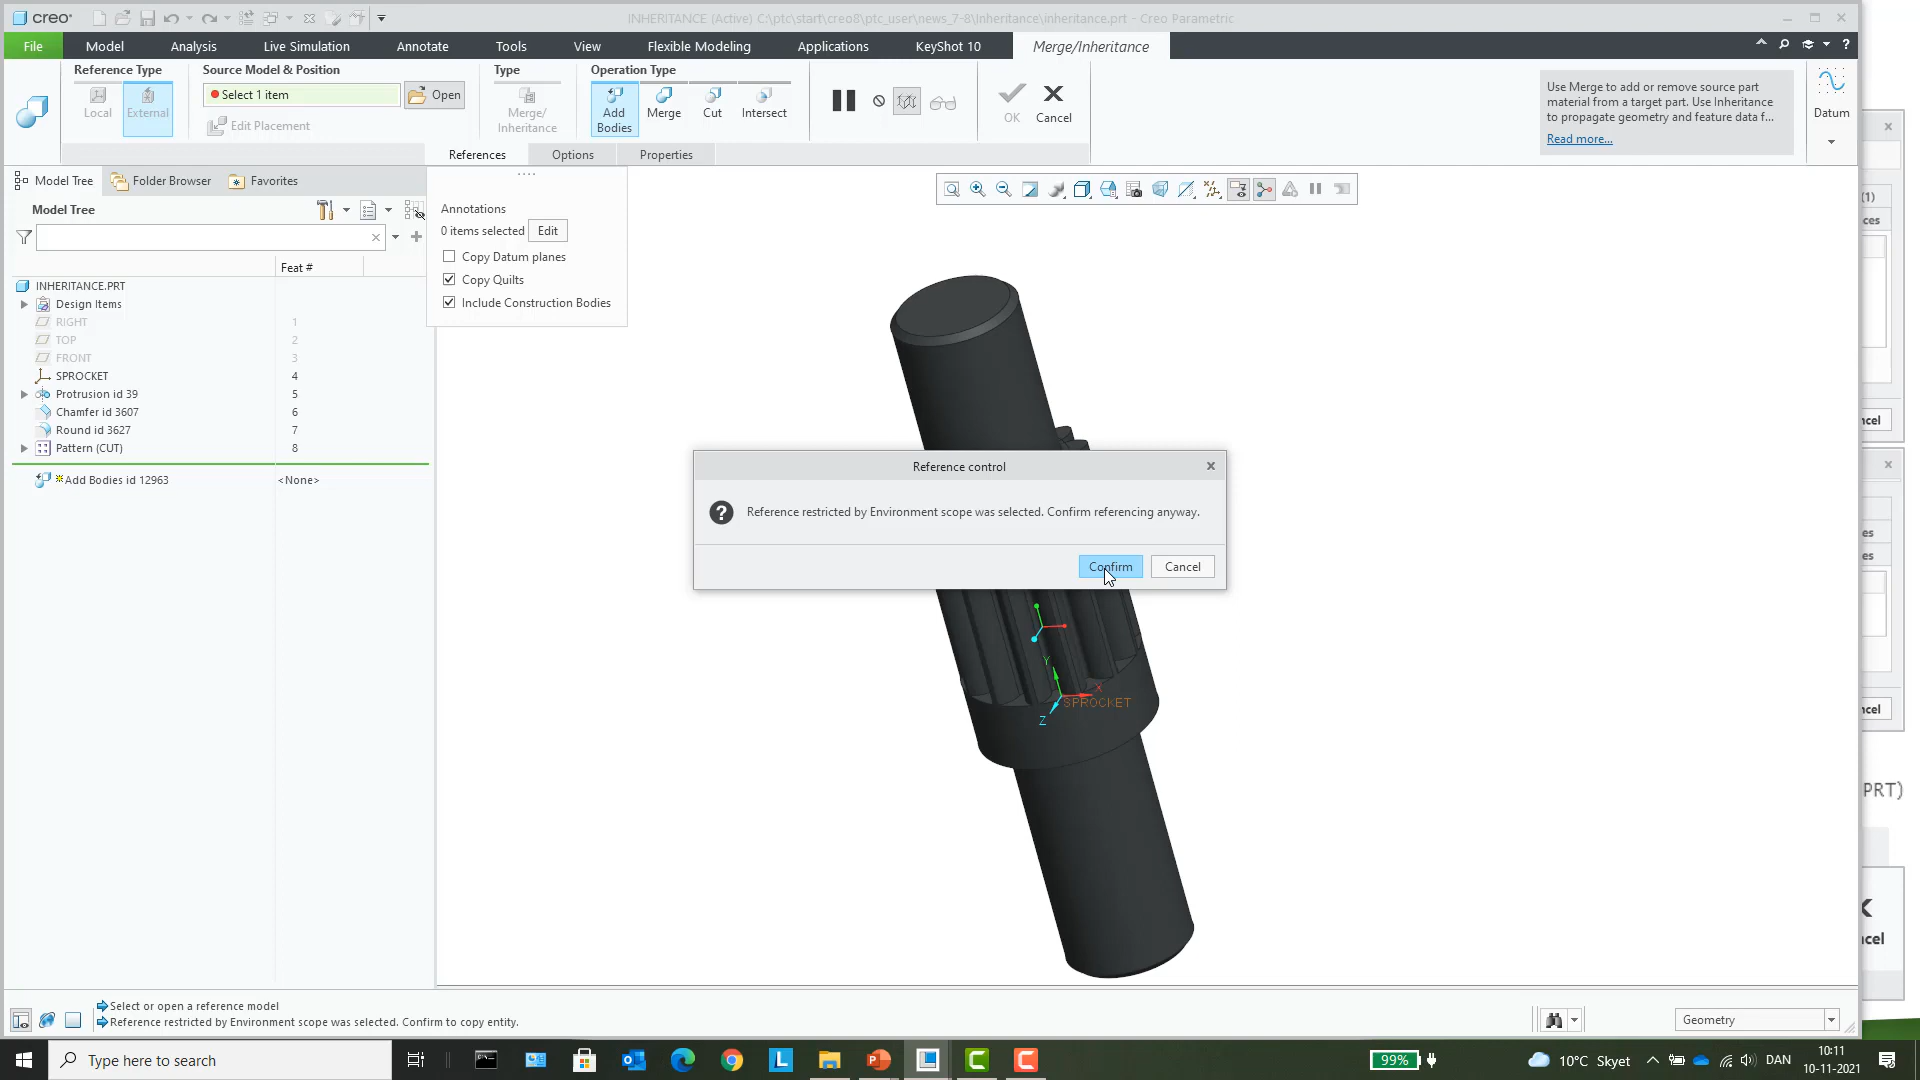 creo®
INHERITANCE (Active) C:\ptc\start\creo8\ptc_user\news_7-8\Inheritance\inheritance.prt - Creo Parametric
File Model Analysis Live Simulation Annotate Tools View Flexible Modeling Applications KeyShot 10 Merge/Inheritance
Reference Type
Local
External
Source Model & Position
Select 1 item
Open
Edit Placement
Type
Merge/
Inheritance
Operation Type
Add
Bodies
Merge
Cut
Intersect
OK
Cancel
Use Merge to add or remove source part
material from a target part. Use Inheritance
to propagate geometry and feature data f...
Read more...
Datum
References Options Properties
Model Tree Folder Browser Favorites
Model Tree
Feat #
INHERITANCE.PRT
Design Items
RIGHT 1
TOP 2
FRONT 3
SPROCKET 4
Protrusion id 39 5
Chamfer id 3607 6
Round id 3627 7
Pattern (CUT) 8
Add Bodies id 12963 <None>
Annotations
0 items selected Edit
Copy Datum planes
Copy Quilts
Include Construction Bodies
Reference control
Reference restricted by Environment scope was selected. Confirm referencing anyway.
Confirm Cancel
Y
X
SPROCKET
Z
(1)
ces
ncel
es
es
ncel
PRT)
ncel
Select or open a reference model
Reference restricted by Environment scope was selected. Confirm to copy entity.
Geometry
Type here to search
L
99%
10°C Skyet
DAN
10:11
10-11-2021